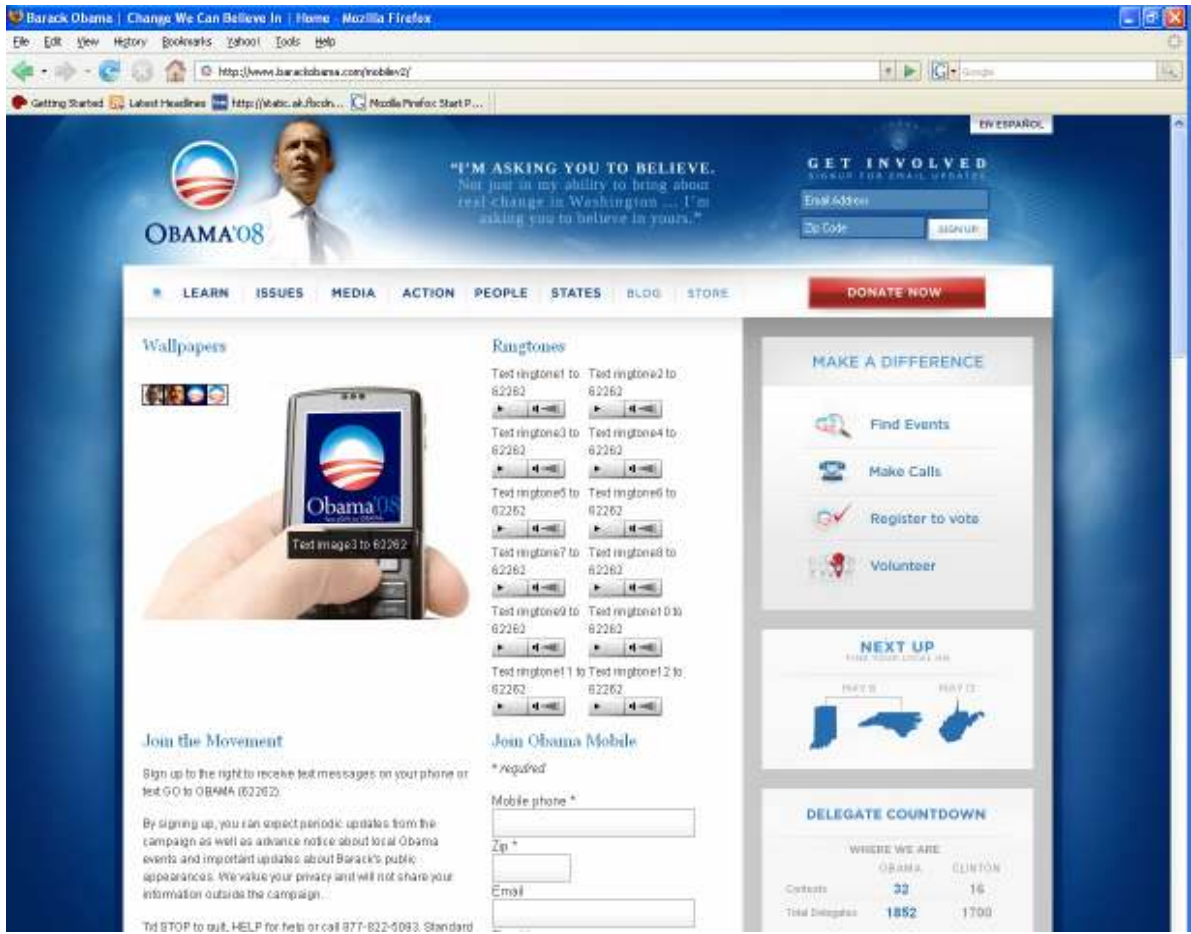 Barack Obama | Change We Can Believe In | Home - Mozilla Firefox
File Edit View History Bookmarks Yahoo! Tools Help
http://www.barackobama.com/mobilev2/
Google
Getting Started Latest Headlines http://static.ak.fbcdn... Mozilla Firefox Start P...
EN ESPAÑOL
OBAMA'08
"I'M ASKING YOU TO BELIEVE.
Not just in my ability to bring about
real change in Washington ... I'm
asking you to believe in yours."
GET INVOLVED
SIGNUP FOR EMAIL UPDATES
Email Address
Zip Code
SIGN UP
LEARN ISSUES MEDIA ACTION PEOPLE STATES BLOG STORE
DONATE NOW
Wallpapers
Obama'08
Text image3 to 62262
Ringtones
Text ringtone1 to 62262
Text ringtone2 to 62262
Text ringtone3 to 62262
Text ringtone4 to 62262
Text ringtone5 to 62262
Text ringtone6 to 62262
Text ringtone7 to 62262
Text ringtone8 to 62262
Text ringtone9 to 62262
Text ringtone10 to 62262
Text ringtone11 to 62262
Text ringtone12 to 62262
Join the Movement
Sign up to the right to receive text messages on your phone or
text GO to OBAMA (62262).
By signing up, you can expect periodic updates from the
campaign as well as advance notice about local Obama
events and important updates about Barack's public
appearances. We value your privacy and will not share your
information outside the campaign.
Txt STOP to quit, HELP for help or call 877-822-5093. Standard
Join Obama Mobile
* required
Mobile phone *
Zip *
Email
MAKE A DIFFERENCE
Find Events
Make Calls
Register to vote
Volunteer
NEXT UP
MAY 6
MAY 13
DELEGATE COUNTDOWN
WHERE WE ARE
OBAMA CLINTON
Contests 32 16
Total Delegates 1852 1700